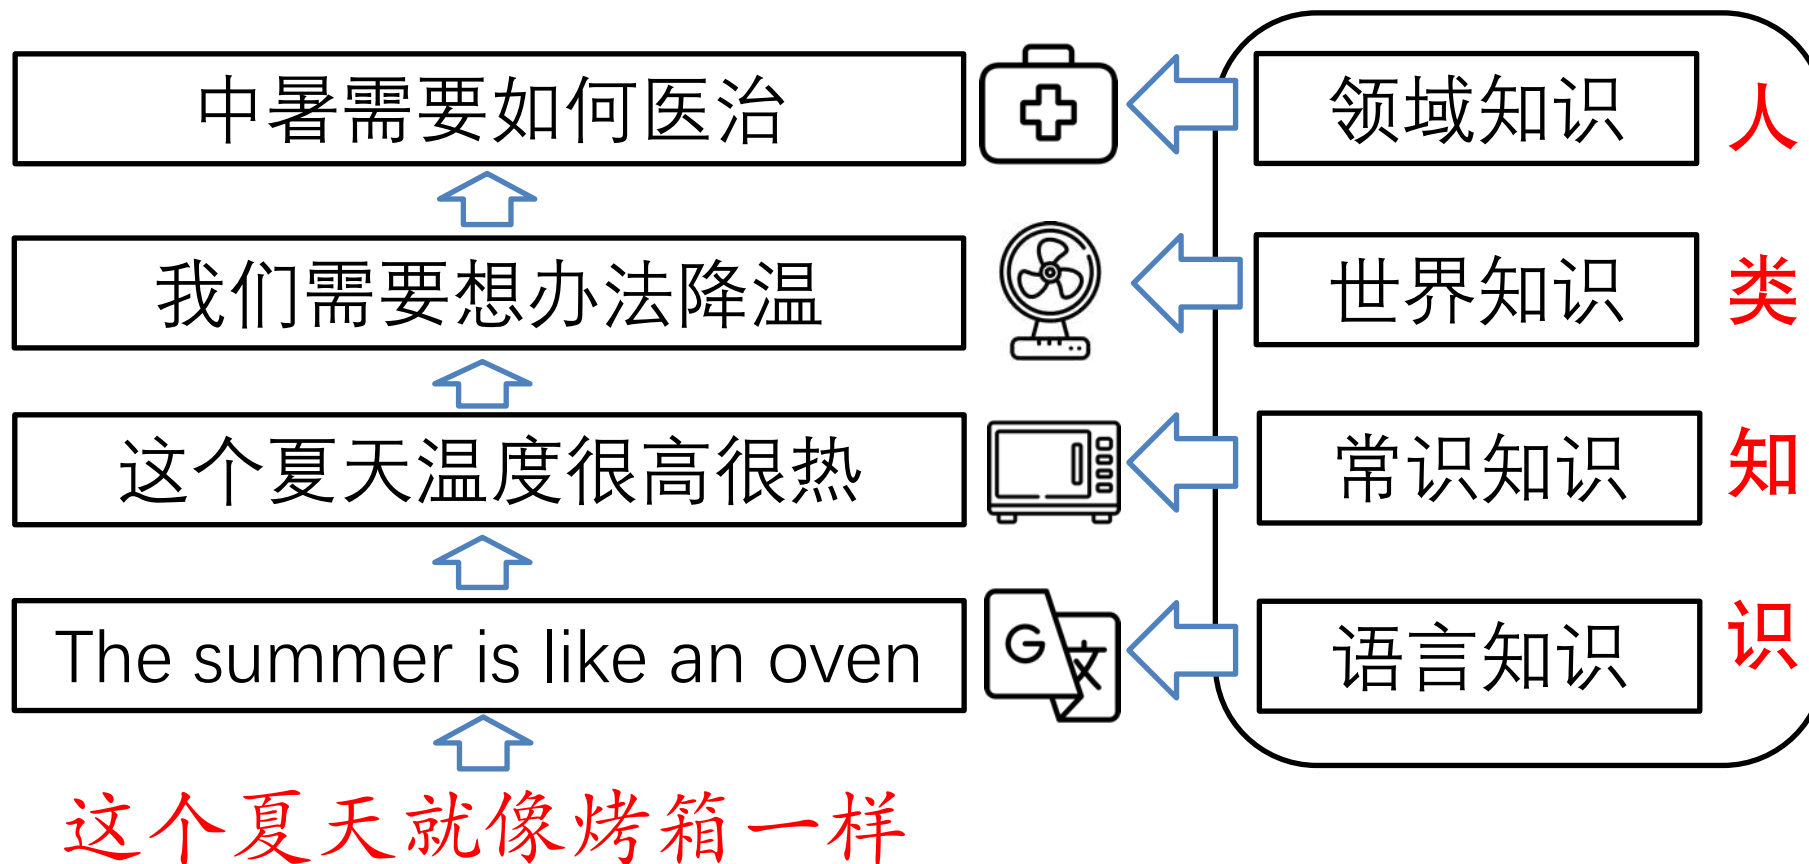 中暑需要如何医治
领域知识
我们需要想办法降温
世界知识
这个夏天温度很高很热
常识知识
The summer is like an oven
G
文
语言知识
这个夏天就像烤箱一样
人
类
知
识